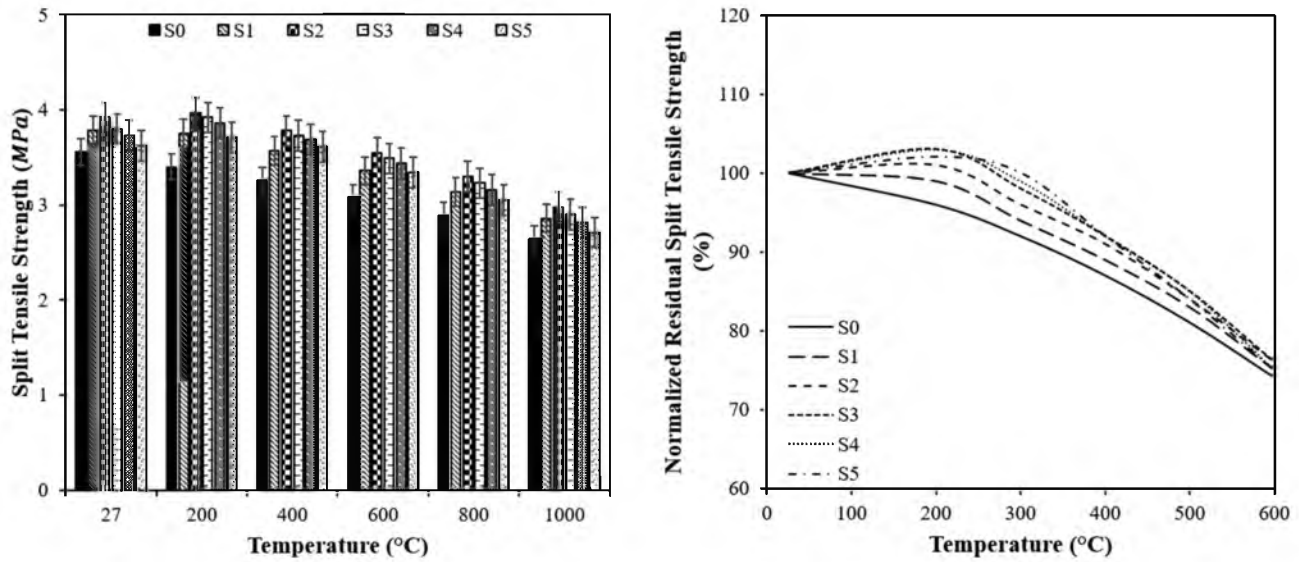 Split Tensile Strength (MPa)
5
4
3
2
1
0
S0 S1 S2 S3 S4 S5
27 200 400 600 800 1000
Temperature (°C)
Normalized Residual Split Tensile Strength
(%)
120
110
100
90
80
70
60
S0
S1
S2
S3
S4
S5
0 100 200 300 400 500 600
Temperature (°C)